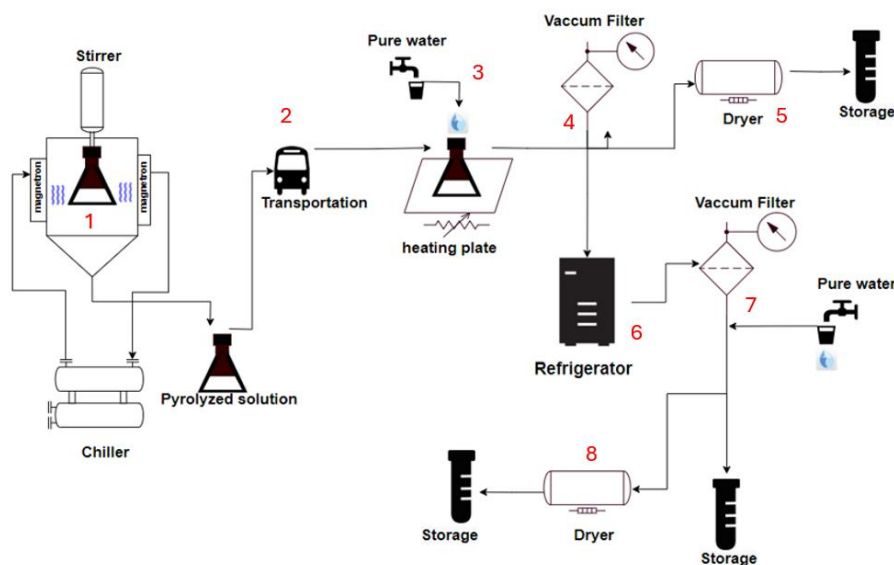 Stirrer
magnetron
magnetron
1
Chiller
Pyrolyzed solution
2
Transportation
Pure water
3
heating plate
Vaccum Filter
4
Dryer
5
Storage
Refrigerator
6
Vaccum Filter
7
Pure water
8
Dryer
Storage
Storage